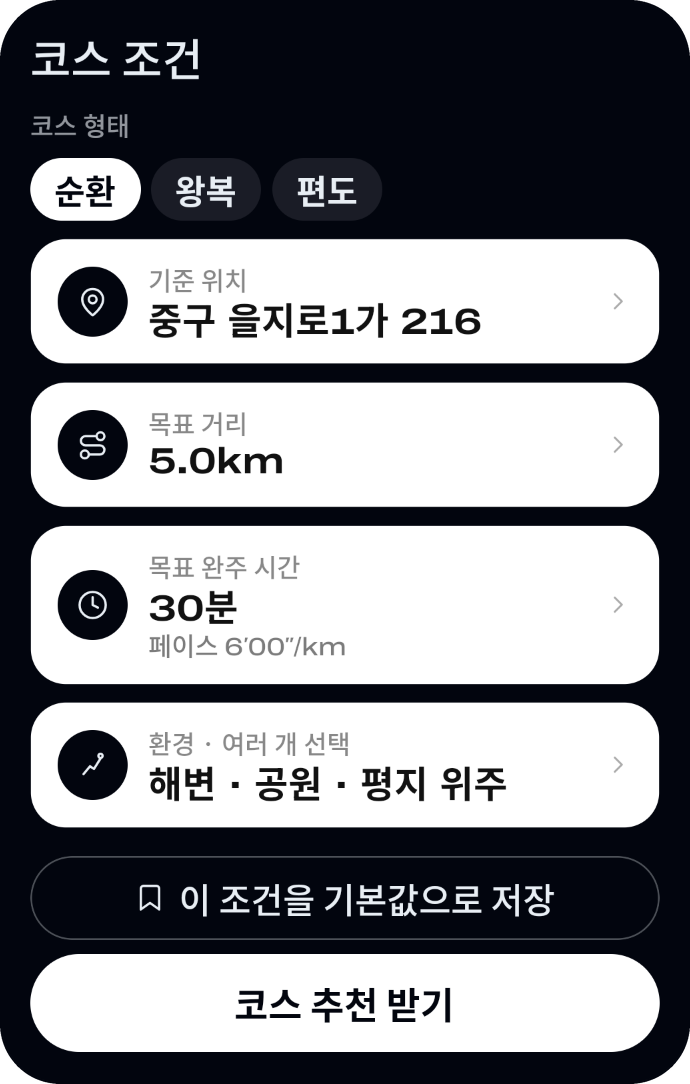 코스 조건
코스 형태
순환 왕복 편도
기준 위치
중구 을지로1가 216
목표 거리
5.0km
목표 완주 시간
30분
페이스 6′00″/km
환경 · 여러 개 선택
해변 · 공원 · 평지 위주
이 조건을 기본값으로 저장
코스 추천 받기